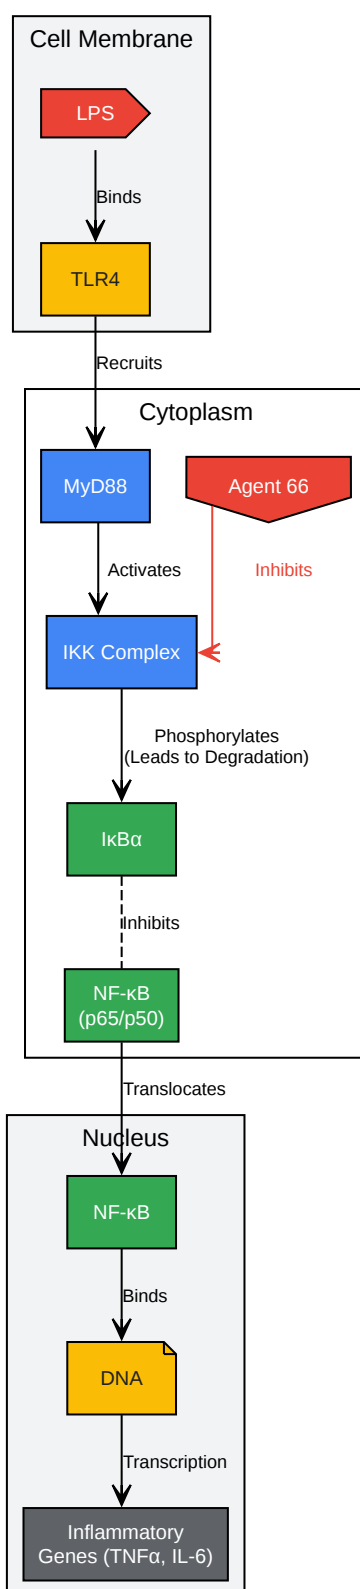 Cell Membrane
LPS
Binds
TLR4
Recruits
Cytoplasm
MyD88
Agent 66
Activates
Inhibits
IKK Complex
Phosphorylates
(Leads to Degradation)
IκBα
Inhibits
NF-κB
(p65/p50)
Translocates
Nucleus
NF-κB
Binds
DNA
Transcription
Inflammatory
Genes (TNFα, IL-6)